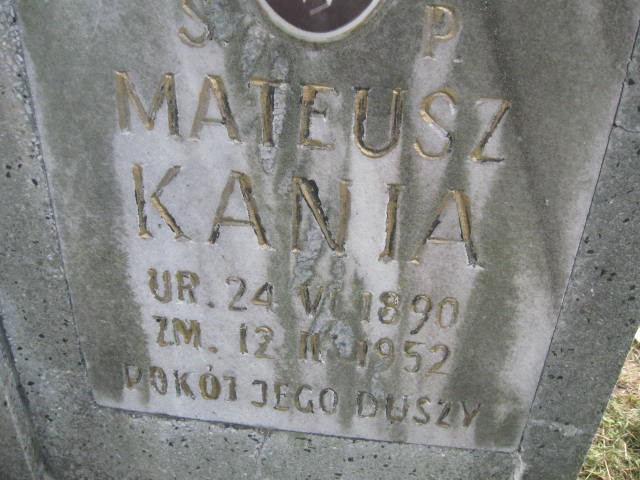 Ś. P.
MATEUSZ
KANIA
UR. 24 VI 1890
ZM. 12 II 1952
POKÓJ JEGO DUSZY